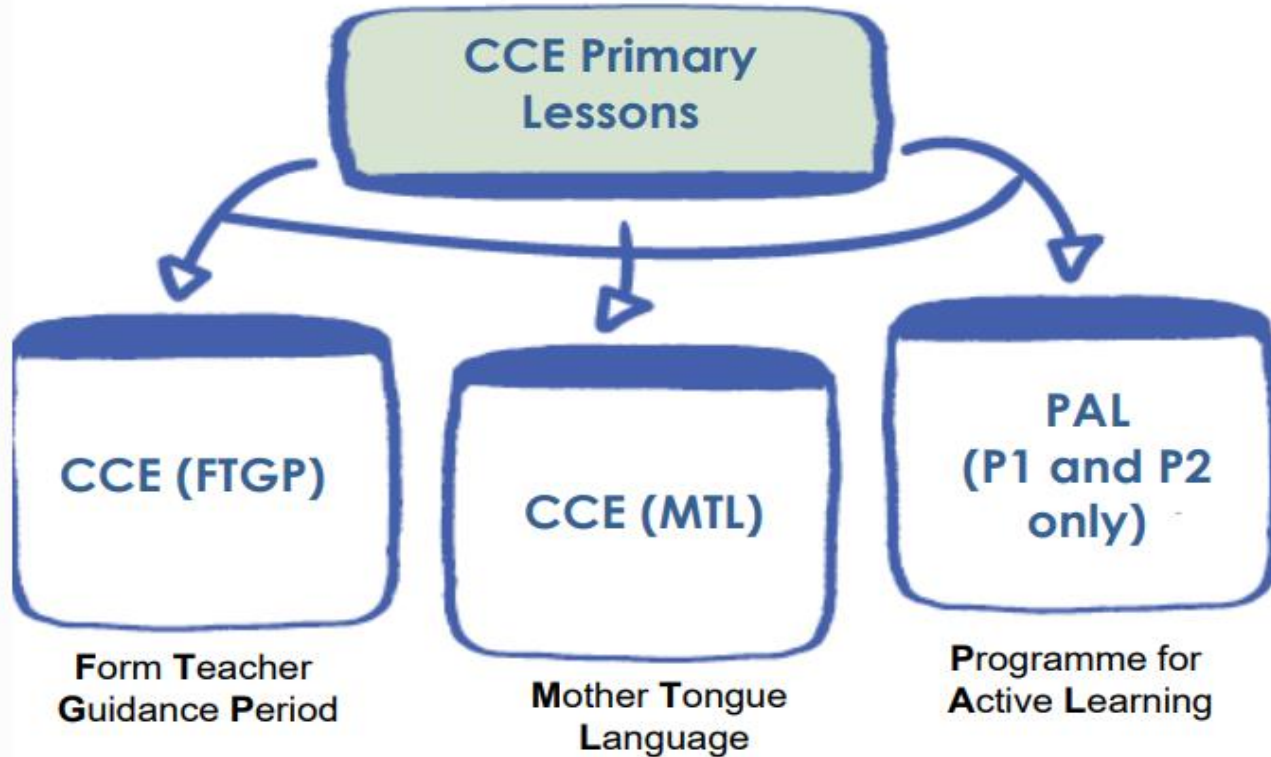 CCE Primary
Lessons
CCE (FTGP)
Form Teacher
Guidance Period
CCE (MTL)
Mother Tongue
Language
PAL
(P1 and P2
only)
Programme for
Active Learning